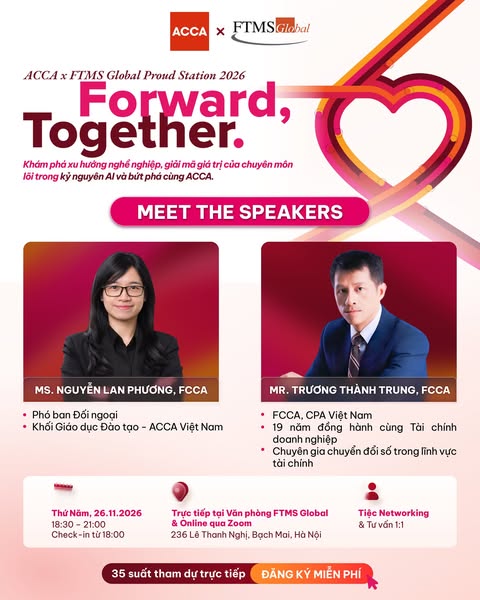 ACCA × FTMSGlobal
ACCA x FTMS Global Proud Station 2026
Forward,
Together.
Khám phá xu hướng nghề nghiệp, giải mã giá trị của chuyên môn
lõi trong kỷ nguyên AI và bứt phá cùng ACCA.
MEET THE SPEAKERS
MS. NGUYỄN LAN PHƯƠNG, FCCA
• Phó ban Đối ngoại
• Khối Giáo dục Đào tạo - ACCA Việt Nam
MR. TRƯƠNG THÀNH TRUNG, FCCA
• FCCA, CPA Việt Nam
• 19 năm đồng hành cùng Tài chính
doanh nghiệp
• Chuyên gia chuyển đổi số trong lĩnh vực
tài chính
Thứ Năm, 26.11.2026
18:30 - 21:00
Check-in từ 18:00
Trực tiếp tại Văn phòng FTMS Global
& Online qua Zoom
236 Lê Thanh Nghị, Bạch Mai, Hà Nội
Tiệc Networking
& Tư vấn 1:1
35 suất tham dự trực tiếp ĐĂNG KÝ MIỄN PHÍ